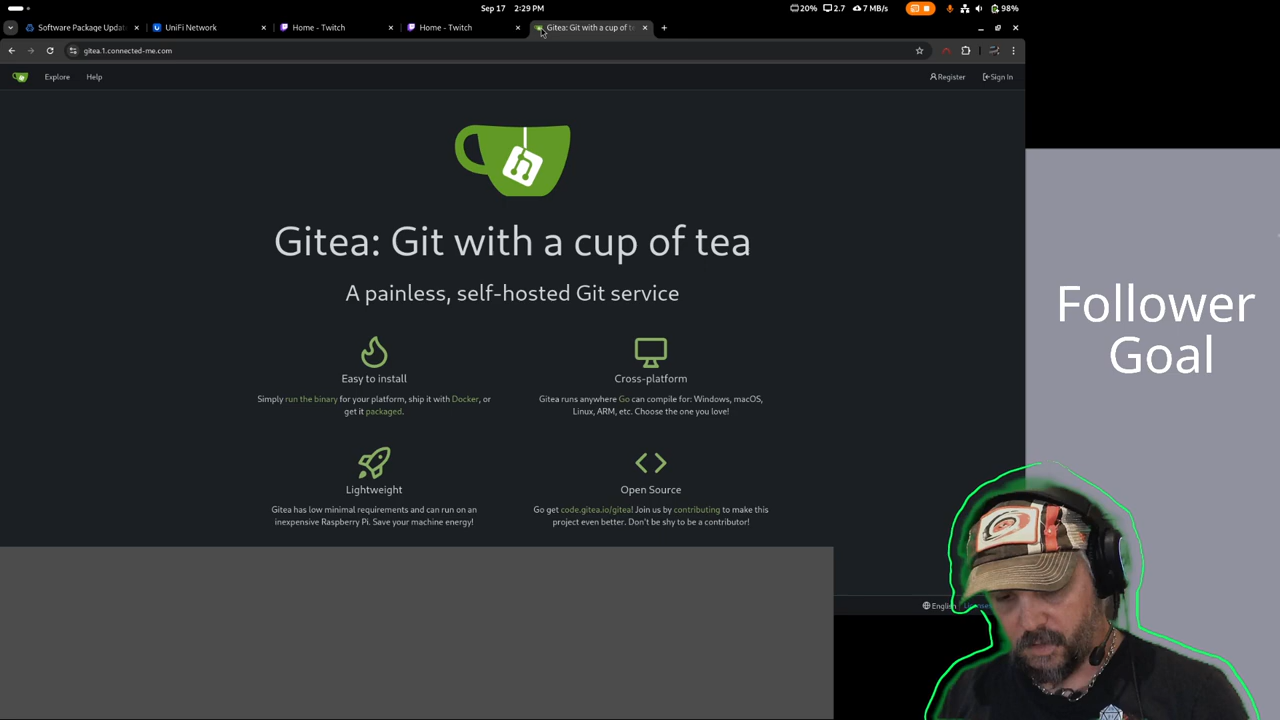 Sep 17 2:29 PM
20% 2.7 7 MB/s 98%
Software Package Updat
UniFi Network
Home - Twitch
Home - Twitch
Gitea: Git with a cup of te
gitea.1.connected-me.com
Explore Help Register Sign In
Gitea: Git with a cup of tea
A painless, self-hosted Git service
Easy to install
Simply run the binary for your platform, ship it with Docker, or
get it packaged.
Cross-platform
Gitea runs anywhere Go can compile for: Windows, macOS,
Linux, ARM, etc. Choose the one you love!
Lightweight
Gitea has low minimal requirements and can run on an
inexpensive Raspberry Pi. Save your machine energy!
Open Source
Go get code.gitea.io/gitea! Join us by contributing to make this
project even better. Don't be shy to be a contributor!
English
Follower
Goal